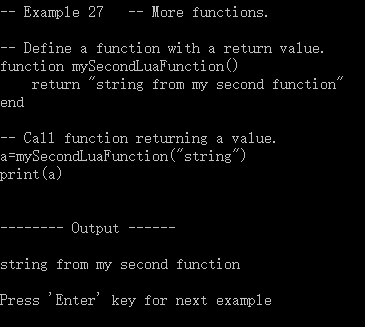 -- Example 27   -- More functions.
-- Define a function with a return value.
function mySecondLuaFunction()
    return "string from my second function"
end
-- Call function returning a value.
a=mySecondLuaFunction("string")
print(a)
-------- Output ------
string from my second function
Press 'Enter' key for next example